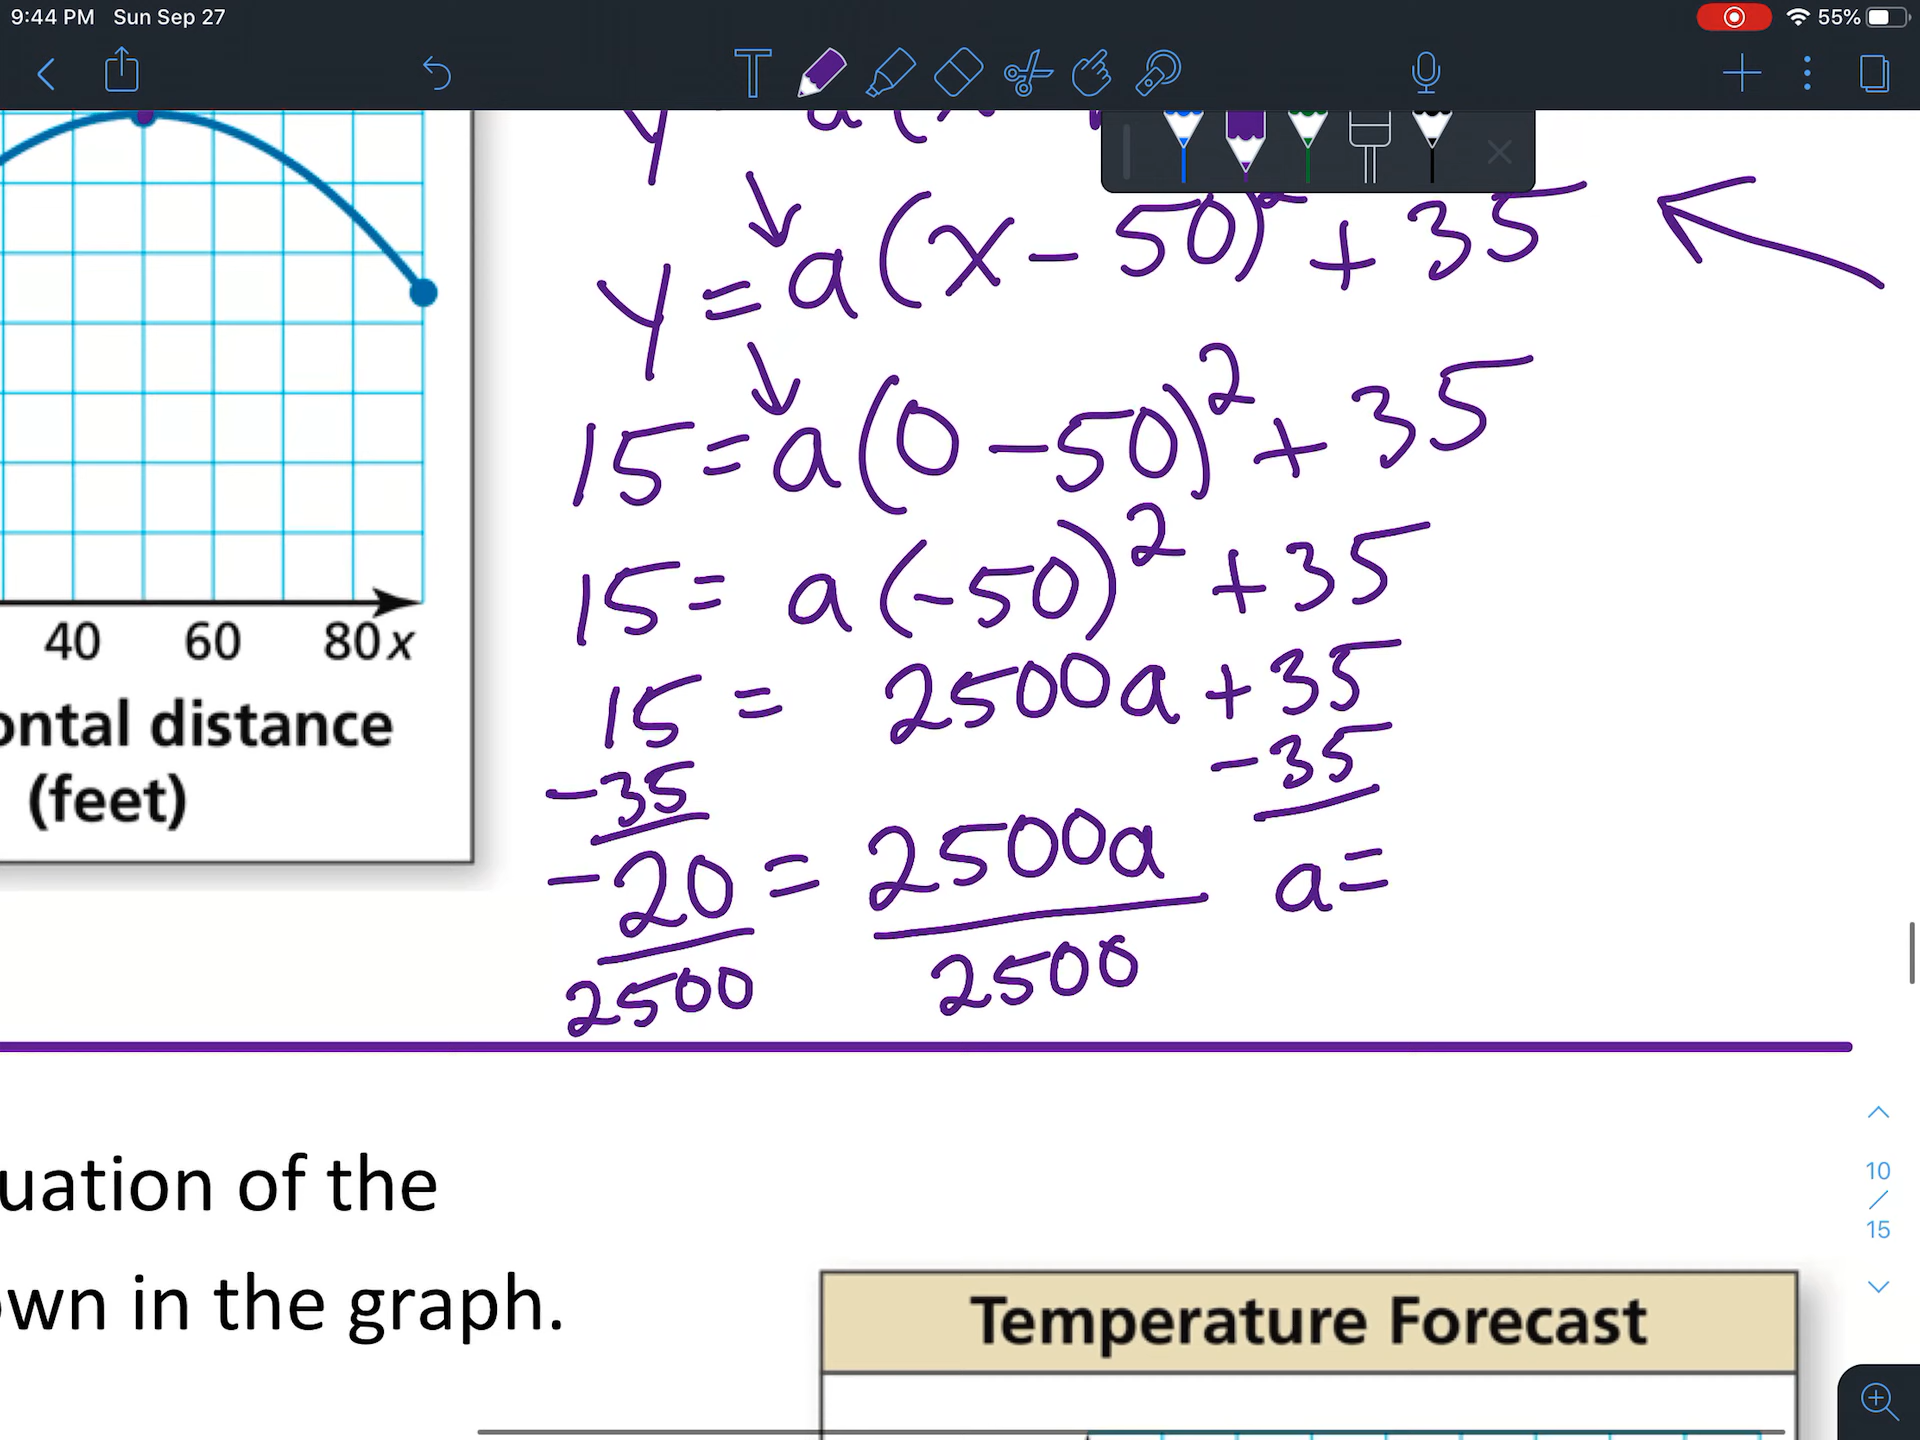 9:44 PM Sun Sep 27
55%
T
y = a(x - 50)² + 35
15 = a(0 - 50)² + 35
15 = a(-50)² + 35
15 = 2500a + 35
-35 -35
-20 = 2500a a=
2500 2500
40 60 80 x
ontal distance
(feet)
10
/
15
uation of the
own in the graph.
Temperature Forecast